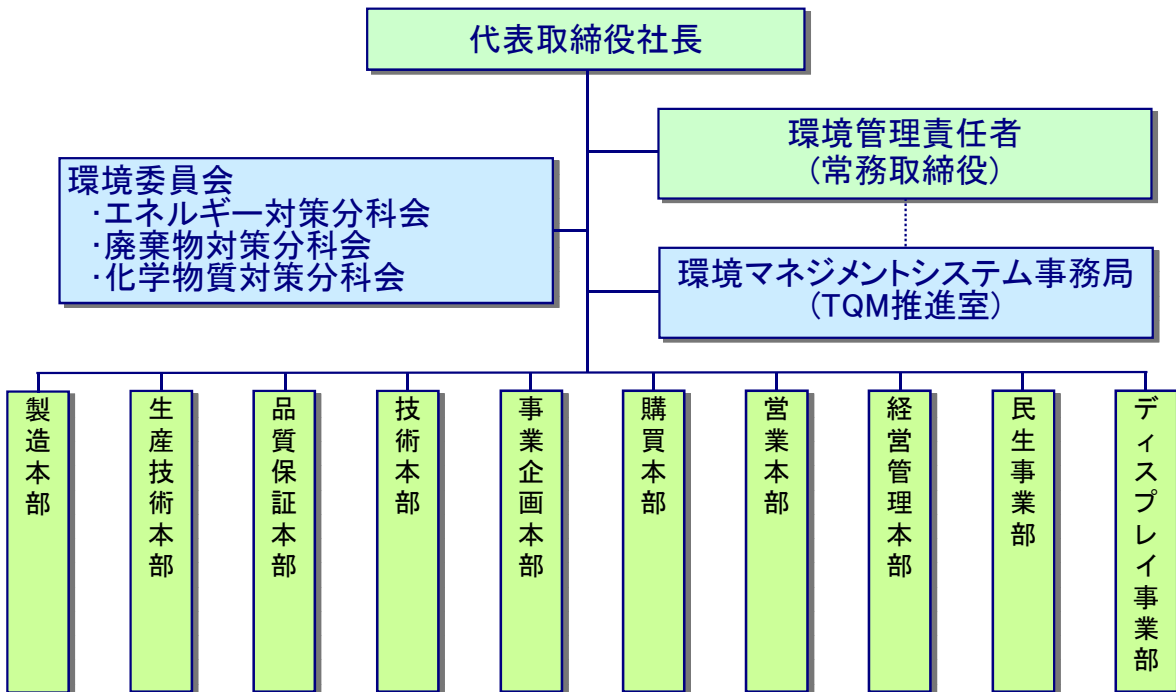 代表取締役社長
環境管理責任者
(常務取締役)
環境委員会
・エネルギー対策分科会
・廃棄物対策分科会
・化学物質対策分科会
環境マネジメントシステム事務局
(TQM推進室)
製造本部
生産技術本部
品質保証本部
技術本部
事業企画本部
購買本部
営業本部
経営管理本部
民生事業部
ディスプレイ事業部